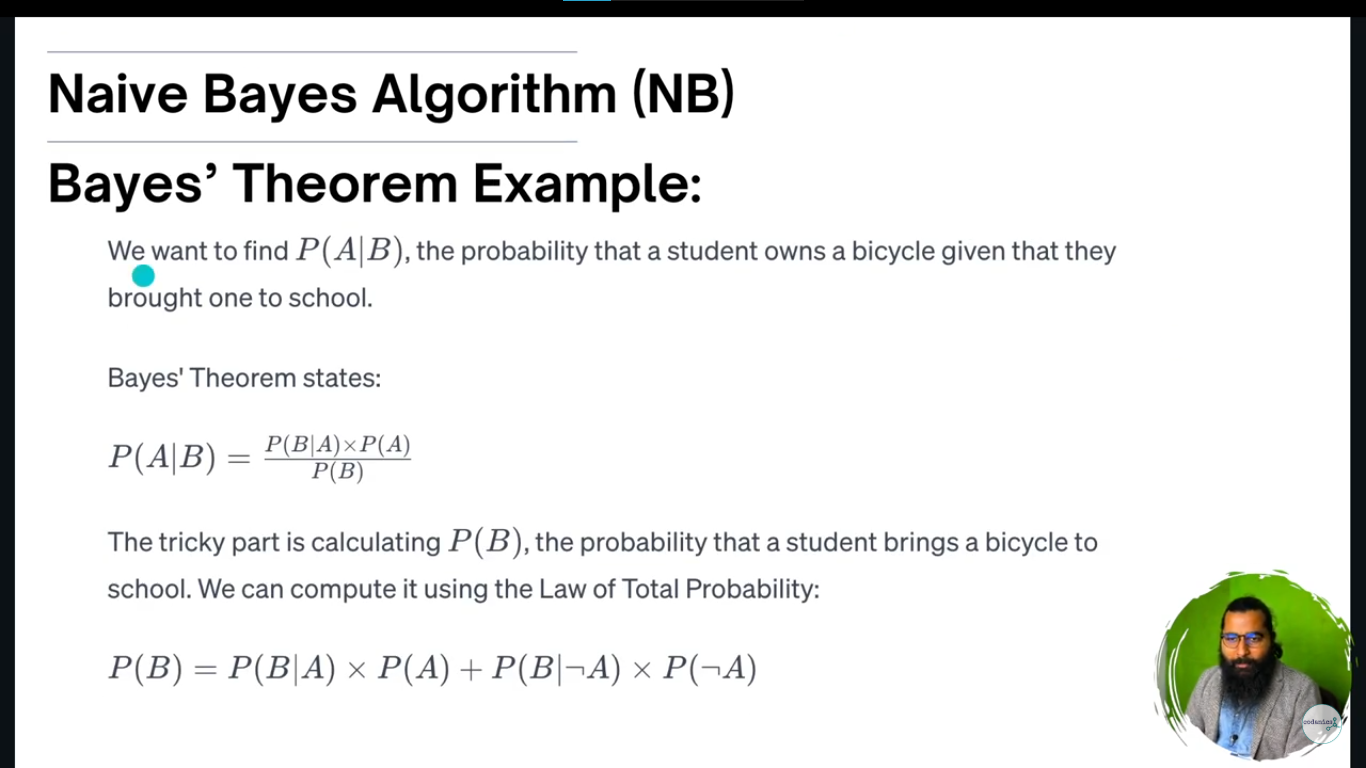 Naive Bayes Algorithm (NB)
Bayes’ Theorem Example:
We want to find P(A|B), the probability that a student owns a bicycle given that they
brought one to school.
Bayes' Theorem states:
P(A|B) = P(B|A)×P(A) / P(B)
The tricky part is calculating P(B), the probability that a student brings a bicycle to
school. We can compute it using the Law of Total Probability:
P(B) = P(B|A) × P(A) + P(B|¬A) × P(¬A)
codanics